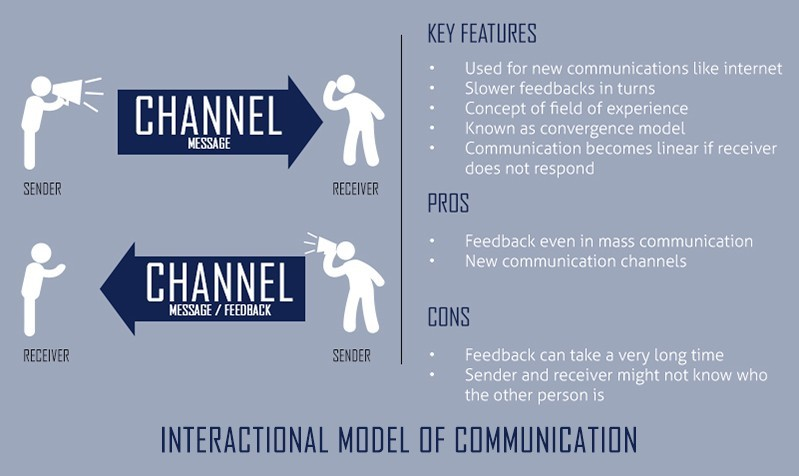 CHANNEL
MESSAGE
SENDER
RECEIVER
CHANNEL
MESSAGE / FEEDBACK
RECEIVER
SENDER
KEY FEATURES
• Used for new communications like internet
• Slower feedbacks in turns
• Concept of field of experience
• Known as convergence model
• Communication becomes linear if receiver
does not respond
PROS
• Feedback even in mass communication
• New communication channels
CONS
• Feedback can take a very long time
• Sender and receiver might not know who
the other person is
INTERACTIONAL MODEL OF COMMUNICATION